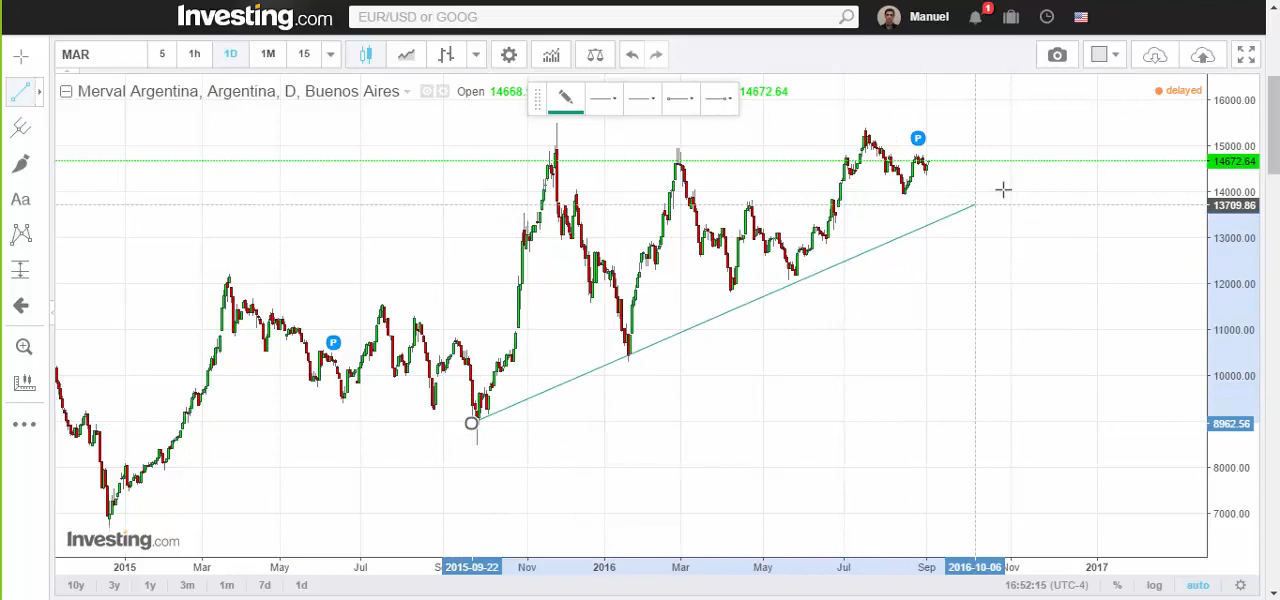 Investing.com EUR/USD or GOOG Manuel 1
MAR 5 1h 1D 1M 15
Merval Argentina, Argentina, D, Buenos Aires Open 14668. 14672.64 delayed
16000.00
P
15000.00
14672.64
14000.00
13709.86
13000.00
12000.00
11000.00
P
10000.00
8962.56
8000.00
7000.00
Aa
Investing.com
2015 Mar May Jul S 2015-09-22 Nov 2016 Mar May Jul Sep 2016-10-06 Nov 2017
10y 3y 1y 3m 1m 7d 1d 16:52:15 (UTC-4) % log auto